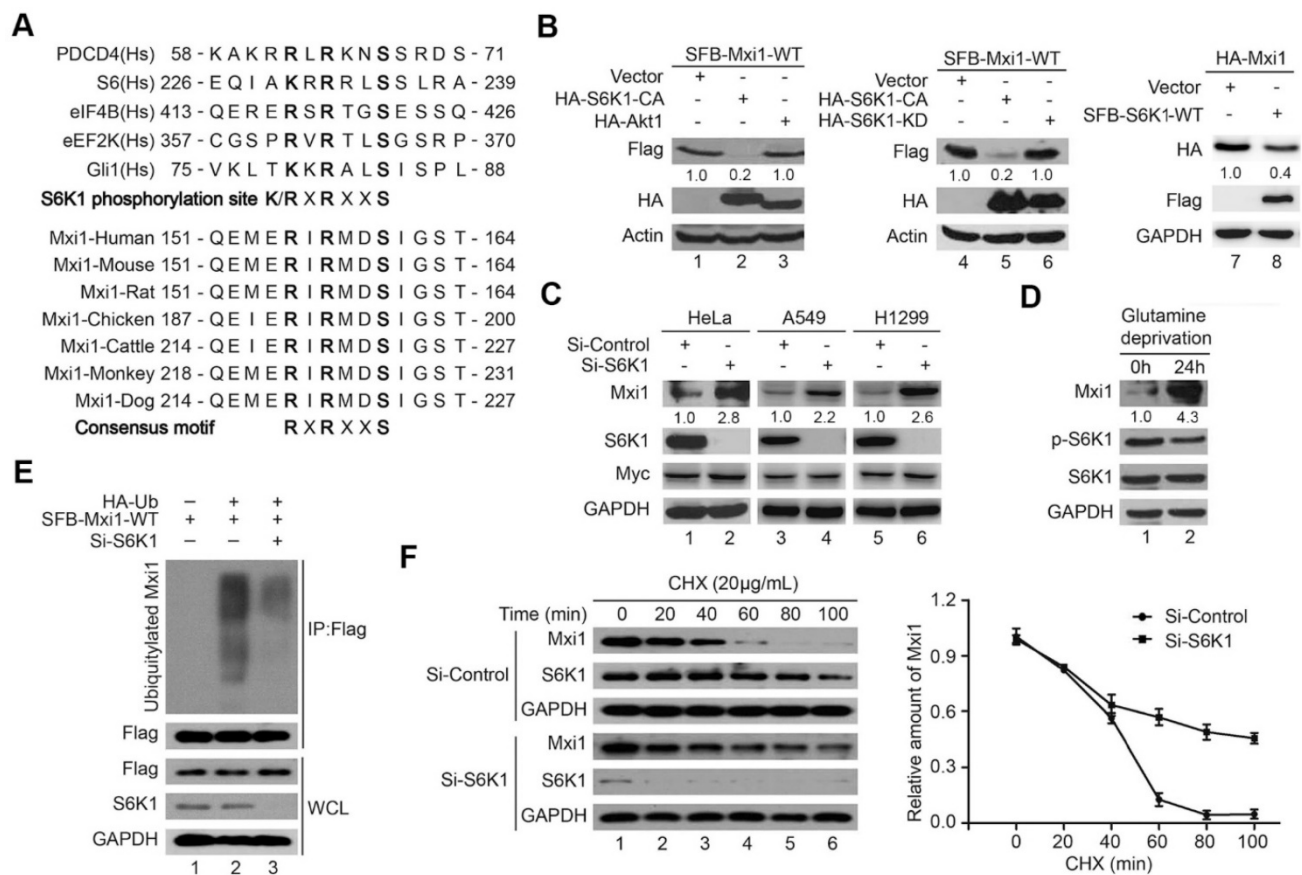 A
PDCD4(Hs) 58 - K A K R R L R K N S S R D S - 71
S6(Hs) 226 - E Q I A K R R R L S S L R A - 239
eIF4B(Hs) 413 - Q E R E R S R T G S E S S Q - 426
eEF2K(Hs) 357 - C G S P R V R T L S G S R P - 370
Gli1(Hs) 75 - V K L T K K R A L S I S P L - 88
S6K1 phosphorylation site K/R X R X X S
Mxi1-Human 151 - Q E M E R I R M D S I G S T - 164
Mxi1-Mouse 151 - Q E M E R I R M D S I G S T - 164
Mxi1-Rat 151 - Q E M E R I R M D S I G S T - 164
Mxi1-Chicken 187 - Q E I E R I R M D S I G S T - 200
Mxi1-Cattle 214 - Q E I E R I R M D S I G S T - 227
Mxi1-Monkey 218 - Q E M E R I R M D S I G S T - 231
Mxi1-Dog 214 - Q E M E R I R M D S I G S T - 227
Consensus motif R X R X X S
B
SFB-Mxi1-WT
Vector + - -
HA-S6K1-CA - + -
HA-Akt1 - - +
Flag
1.0 0.2 1.0
HA
Actin
1 2 3
SFB-Mxi1-WT
Vector + - -
HA-S6K1-CA - + -
HA-S6K1-KD - - +
Flag
1.0 0.2 1.0
HA
Actin
4 5 6
HA-Mxi1
Vector + -
SFB-S6K1-WT - +
HA
1.0 0.4
Flag
GAPDH
7 8
C
HeLa A549 H1299
Si-Control + - + - + -
Si-S6K1 - + - + - +
Mxi1
1.0 2.8 1.0 2.2 1.0 2.6
S6K1
Myc
GAPDH
1 2 3 4 5 6
D
Glutamine
deprivation
0h 24h
Mxi1
1.0 4.3
p-S6K1
S6K1
GAPDH
1 2
E
HA-Ub – + +
SFB-Mxi1-WT + + +
Si-S6K1 – – +
Ubiquitylated Mxi1
IP:Flag
Flag
Flag
S6K1
WCL
GAPDH
1 2 3
F
CHX (20μg/mL)
Time (min) 0 20 40 60 80 100
Si-Control
Mxi1
S6K1
GAPDH
Si-S6K1
Mxi1
S6K1
GAPDH
1 2 3 4 5 6
Relative amount of Mxi1
1.2
0.9
0.6
0.3
0.0
Si-Control
Si-S6K1
0 20 40 60 80 100
CHX (min)